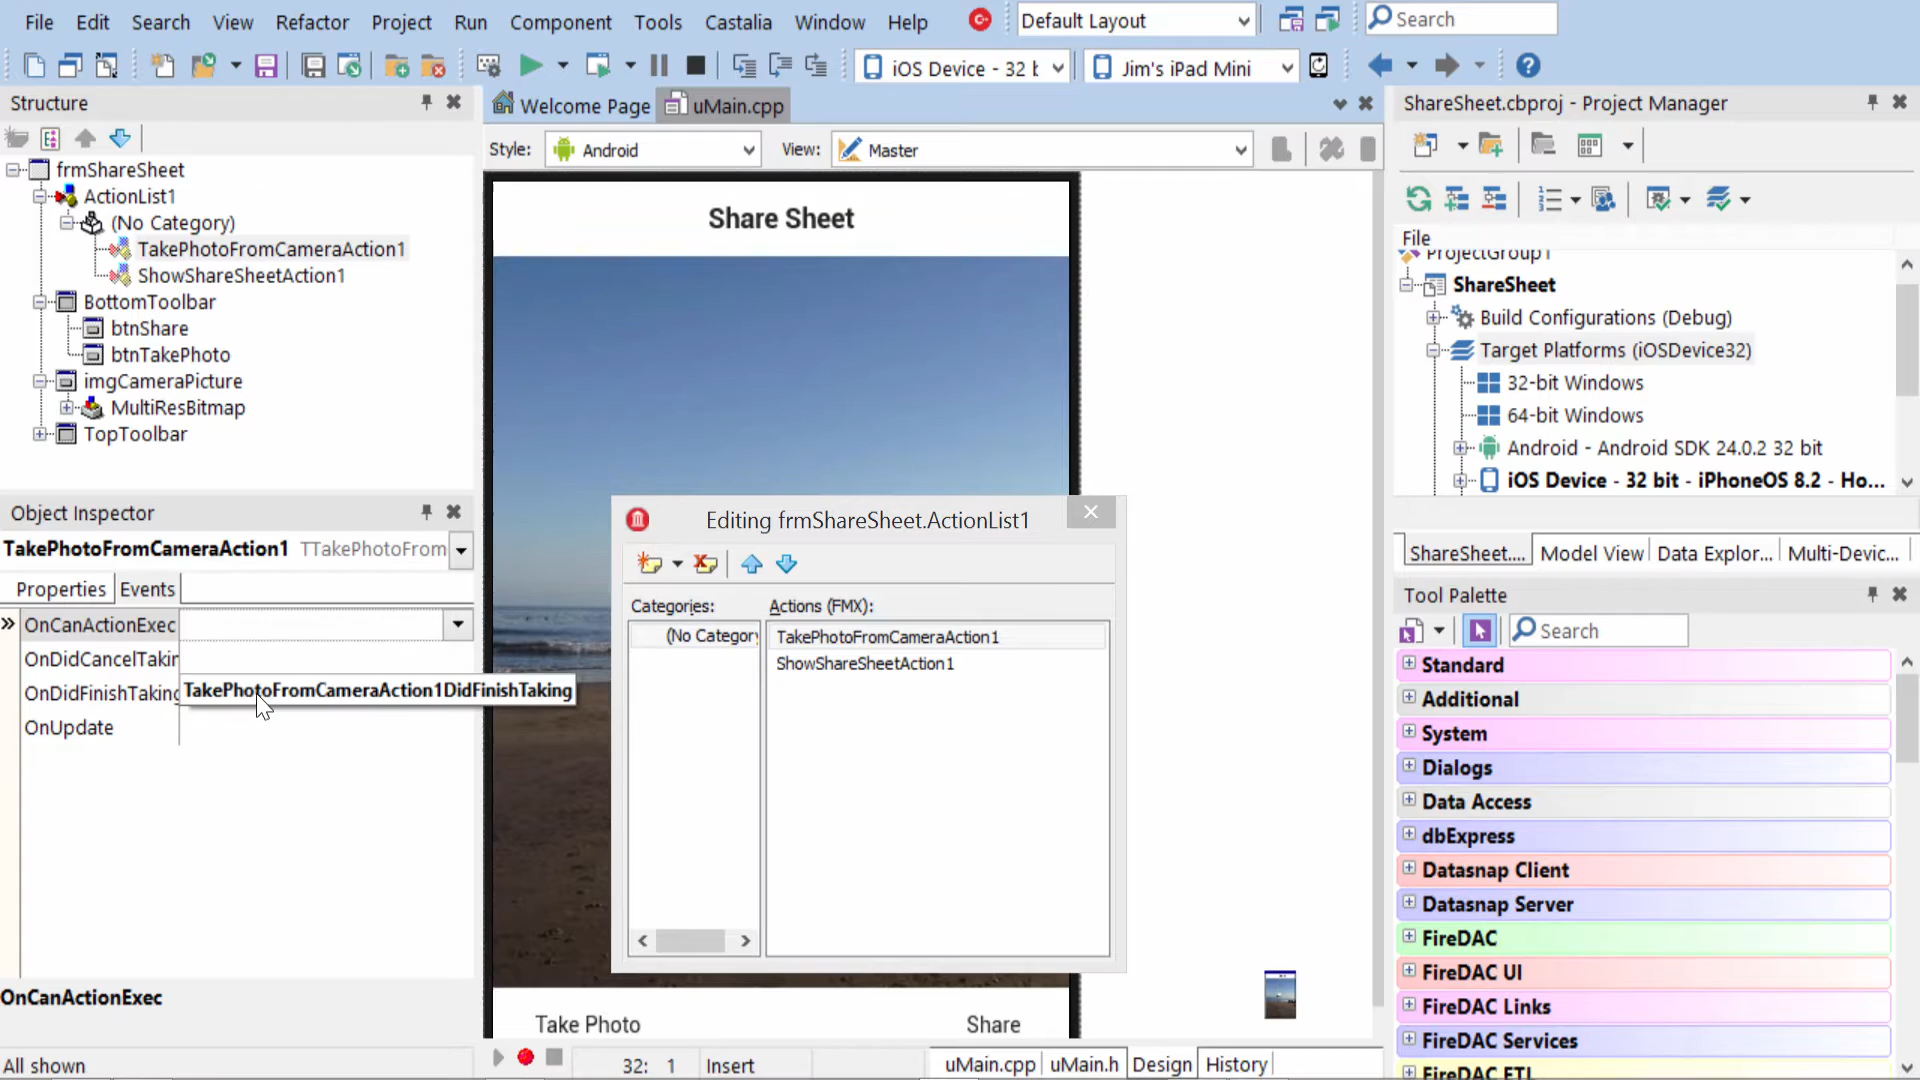 File Edit Search View Refactor Project Run Component Tools Castalia Window Help Default Layout Search
iOS Device - 32 b Jim's iPad Mini
Structure
frmShareSheet
ActionList1
(No Category)
TakePhotoFromCameraAction1
ShowShareSheetAction1
BottomToolbar
btnShare
btnTakePhoto
imgCameraPicture
MultiResBitmap
TopToolbar
Object Inspector
TakePhotoFromCameraAction1 TTakePhotoFrom
Properties Events
OnCanActionExec
OnDidCancelTakin
OnDidFinishTaking TakePhotoFromCameraAction1DidFinishTaking
OnUpdate
OnCanActionExec
All shown
Welcome Page uMain.cpp
Style: Android View: Master
Share Sheet
Take Photo Share
Editing frmShareSheet.ActionList1
Categories: Actions (FMX):
(No Category TakePhotoFromCameraAction1
ShowShareSheetAction1
32: 1 Insert uMain.cpp uMain.h Design History
ShareSheet.cbproj - Project Manager
File
ProjectGroup1
ShareSheet
Build Configurations (Debug)
Target Platforms (iOSDevice32)
32-bit Windows
64-bit Windows
Android - Android SDK 24.0.2 32 bit
iOS Device - 32 bit - iPhoneOS 8.2 - Ho...
ShareSheet.... Model View Data Explor... Multi-Devic...
Tool Palette
Search
Standard
Additional
System
Dialogs
Data Access
dbExpress
Datasnap Client
Datasnap Server
FireDAC
FireDAC UI
FireDAC Links
FireDAC Services
FireDAC ETL